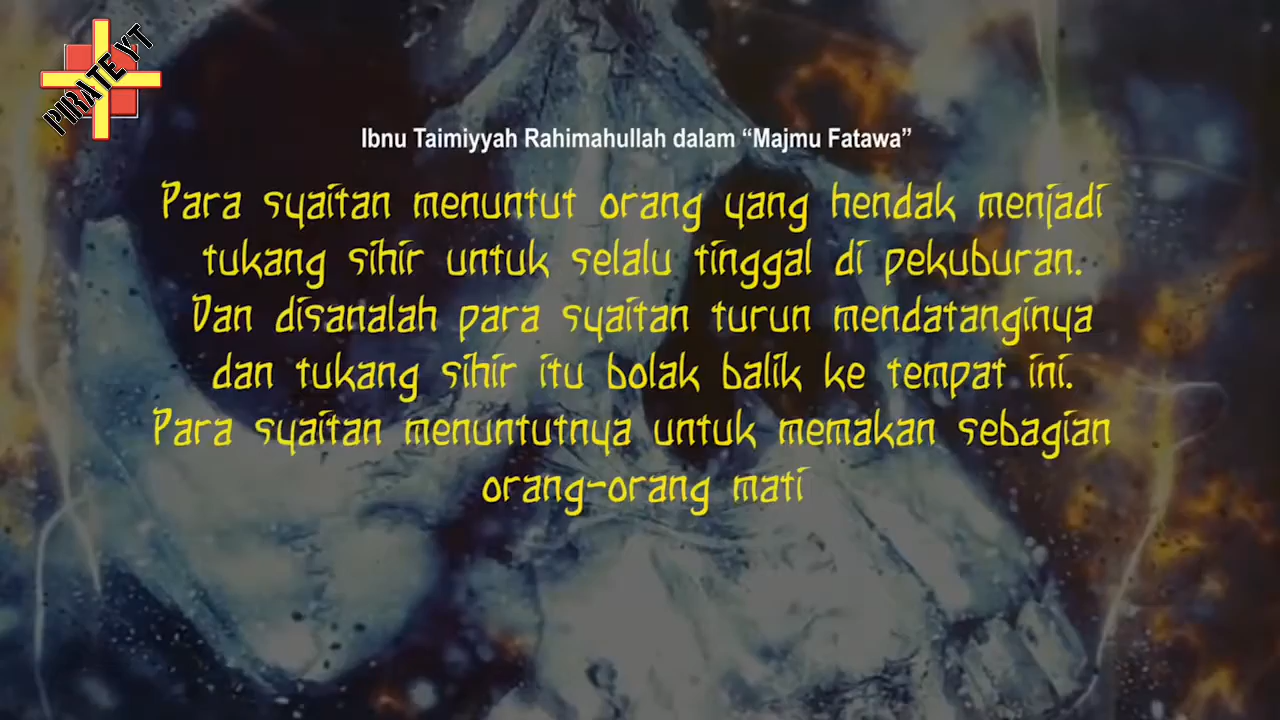 PIRATE YT
Ibnu Taimiyyah Rahimahullah dalam “Majmu Fatawa”
Para syaitan menuntut orang yang hendak menjadi
tukang sihir untuk selalu tinggal di pekuburan.
Dan disanalah para syaitan turun mendatanginya
dan tukang sihir itu bolak balik ke tempat ini.
Para syaitan menuntutnya untuk memakan sebagian
orang-orang mati